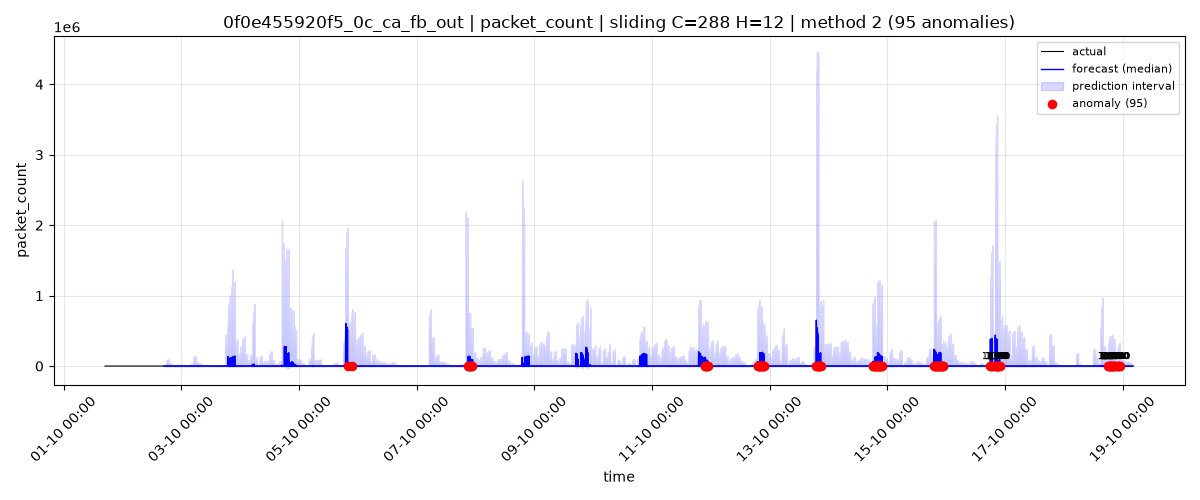 0f0e455920f5_0c_ca_fb_out | packet_count | sliding C=288 H=12 | method 2 (95 anomalies)
1e6
actual
forecast (median)
prediction interval
anomaly (95)
4
3
2
1
0
packet_count
01-10 00:00
03-10 00:00
05-10 00:00
07-10 00:00
09-10 00:00
11-10 00:00
13-10 00:00
15-10 00:00
17-10 00:00
19-10 00:00
time